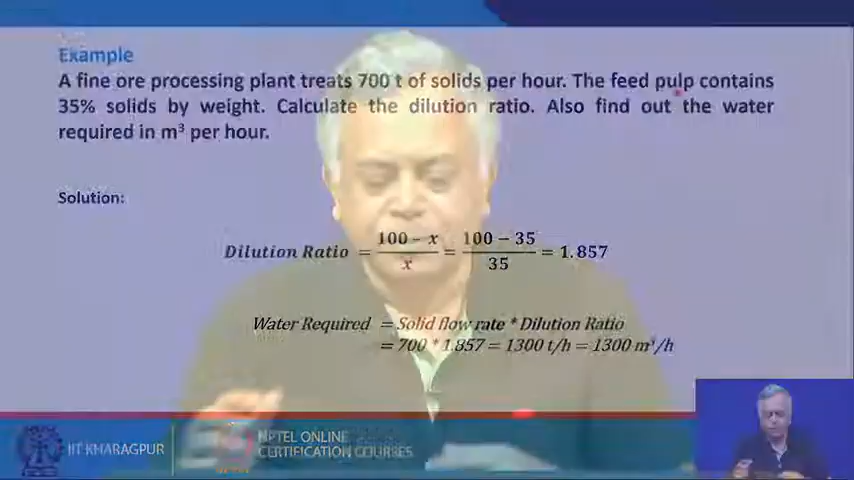 Example
A fine ore processing plant treats 700 t of solids per hour. The feed pulp contains
35% solids by weight. Calculate the dilution ratio. Also find out the water
required in m³ per hour.
Solution:
Dilution Ratio = (100 - x)/x = (100 - 35)/35 = 1.857
Water Required = Solid flow rate * Dilution Ratio
= 700 * 1.857 = 1300 t/h = 1300 m³/h
IIT KHARAGPUR
NPTEL ONLINE
CERTIFICATION COURSES